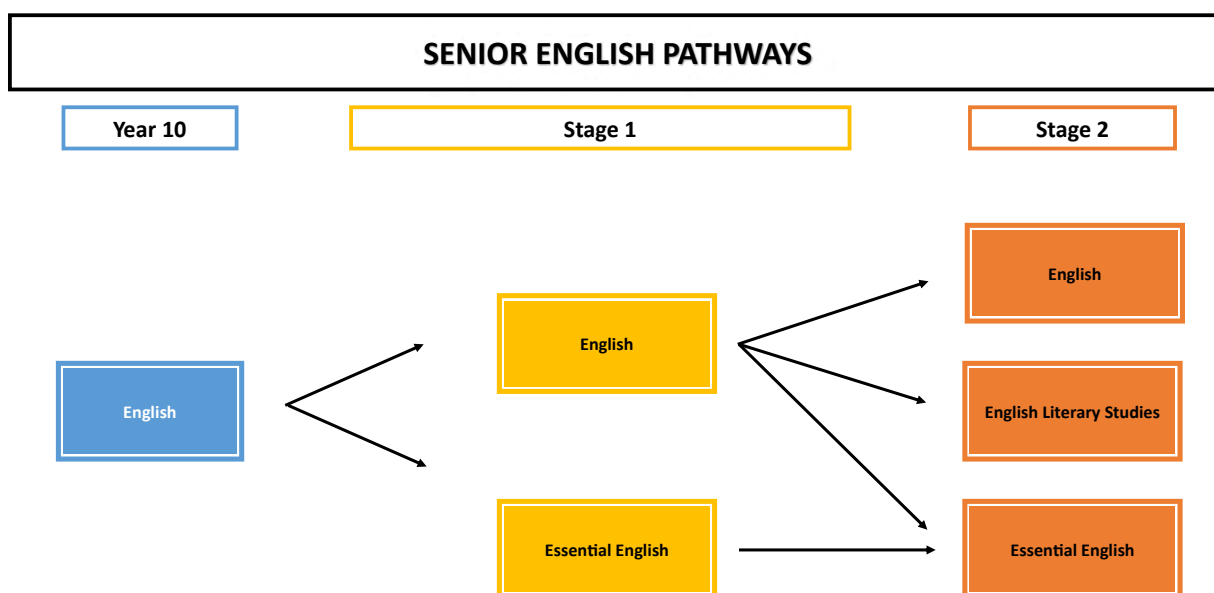 SENIOR ENGLISH PATHWAYS
Year 10
Stage 1
Stage 2
English
English
English
English Literary Studies
Essential English
Essential English